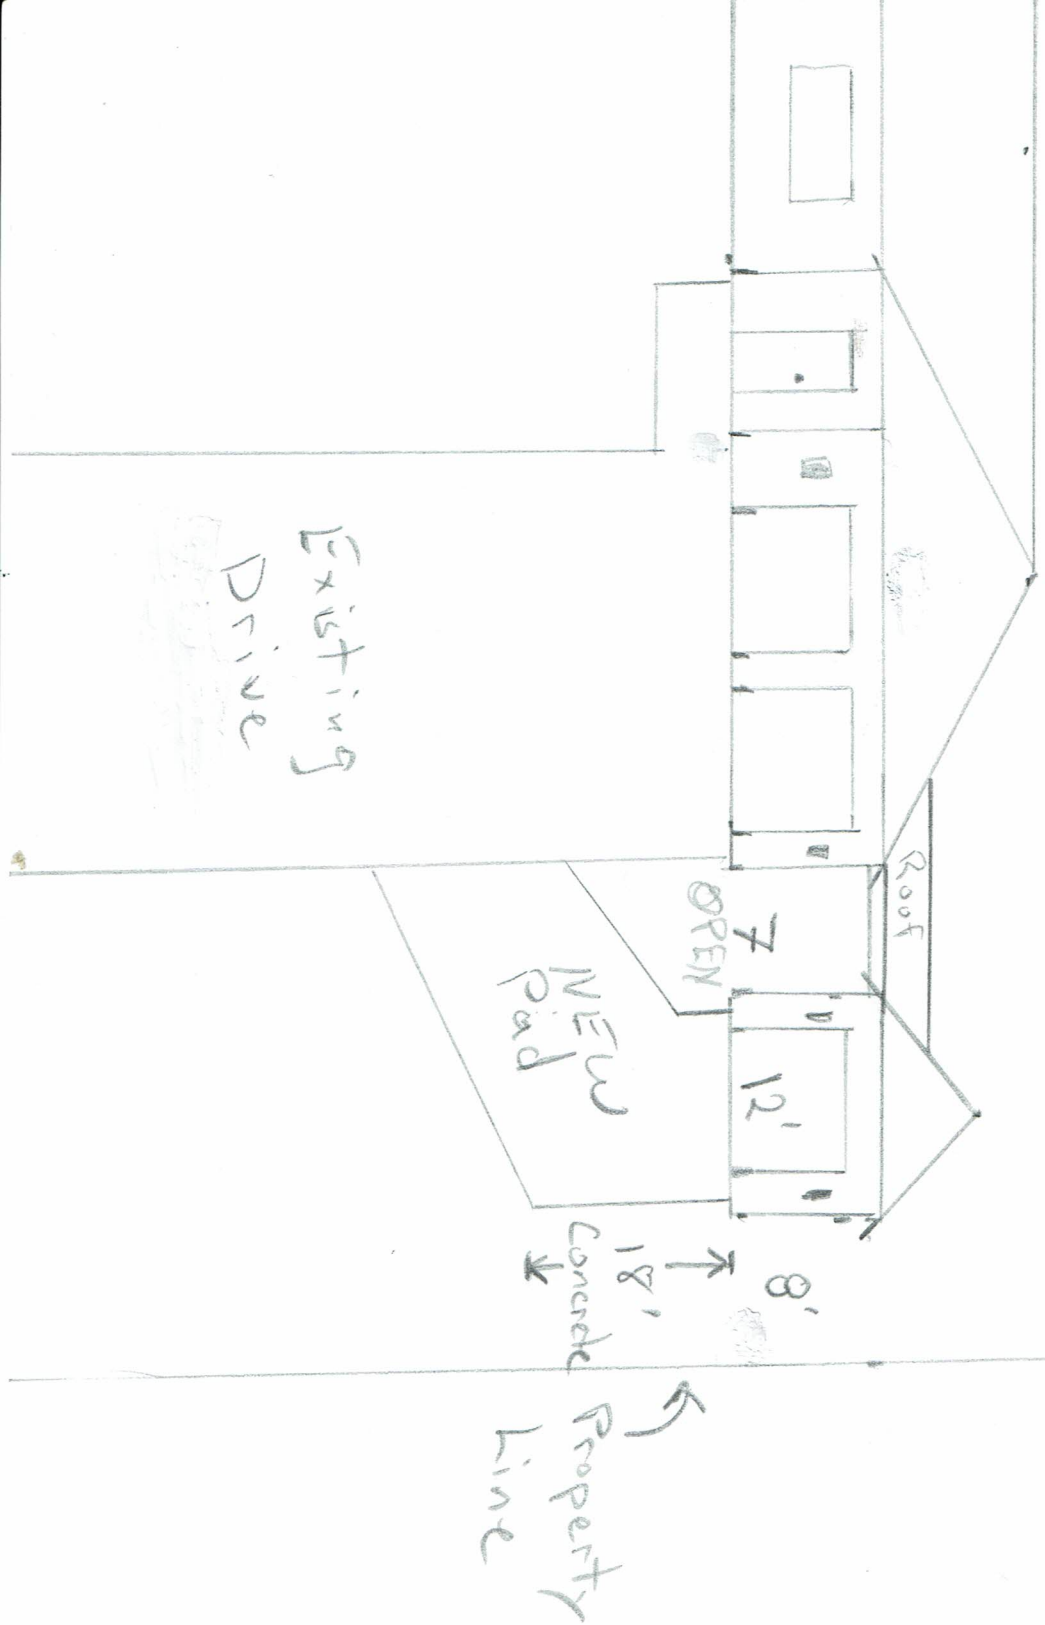 Roof
7
OPEN
12'
8'
18'
Concrete
NEW
Pad
Existing
Drive
Property
Line